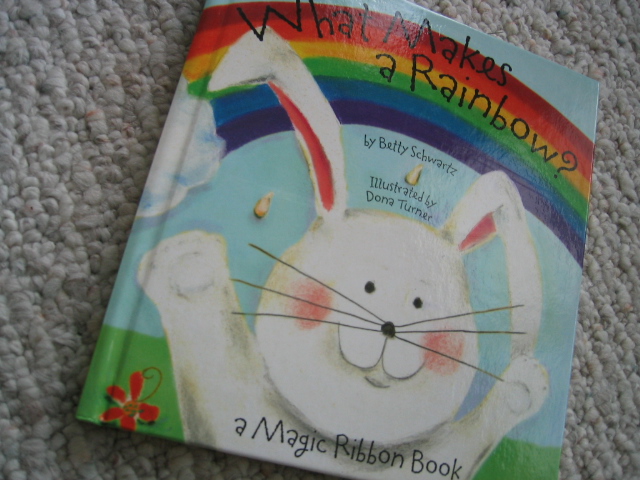 What Makes
a Rainbow?
by Betty Schwartz
Illustrated by
Dona Turner
a Magic Ribbon Book